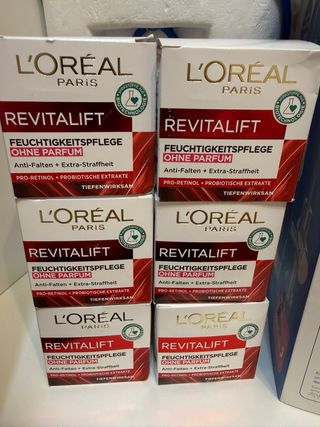 L'ORÉAL
PARIS
REVITALIFT
FEUCHTIGKEITSPFLEGE
OHNE PARFUM
Anti-Falten + Extra-Straffheit
PRO-RETINOL + PROBIOTISCHE EXTRAKTE
TIEFENWIRKSAM
L'ORÉAL
PARIS
REVITALIFT
FEUCHTIGKEITSPFLEGE
OHNE PARFUM
Anti-Falten + Extra-Straffheit
PRO-RETINOL + PROBIOTISCHE EXTRAKTE
TIEFENWIRKSAM
L'ORÉAL
PARIS
REVITALIFT
FEUCHTIGKEITSPFLEGE
OHNE PARFUM
Anti-Falten + Extra-Straffheit
PRO-RETINOL + PROBIOTISCHE EXTRAKTE
TIEFENWIRKSAM
L'ORÉAL
PARIS
REVITALIFT
FEUCHTIGKEITSPFLEGE
OHNE PARFUM
Anti-Falten + Extra-Straffheit
PRO-RETINOL + PROBIOTISCHE EXTRAKTE
TIEFENWIRKSAM
L'ORÉAL
PARIS
REVITALIFT
FEUCHTIGKEITSPFLEGE
OHNE PARFUM
Anti-Falten + Extra-Straffheit
PRO-RETINOL + PROBIOTISCHE EXTRAKTE
TIEFENWIRKSAM
L'ORÉAL
PARIS
REVITALIFT
FEUCHTIGKEITSPFLEGE
OHNE PARFUM
Anti-Falten + Extra-Straffheit
PRO-RETINOL + PROBIOTISCHE EXTRAKTE
TIEFENWIRKSAM